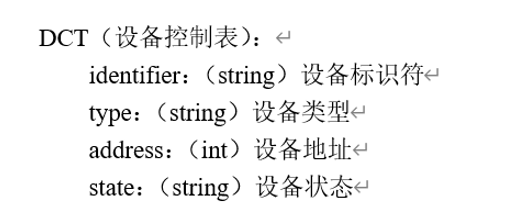 DCT（设备控制表）：
identifier：（string）设备标识符
type：（string）设备类型
address：（int）设备地址
state：（string）设备状态